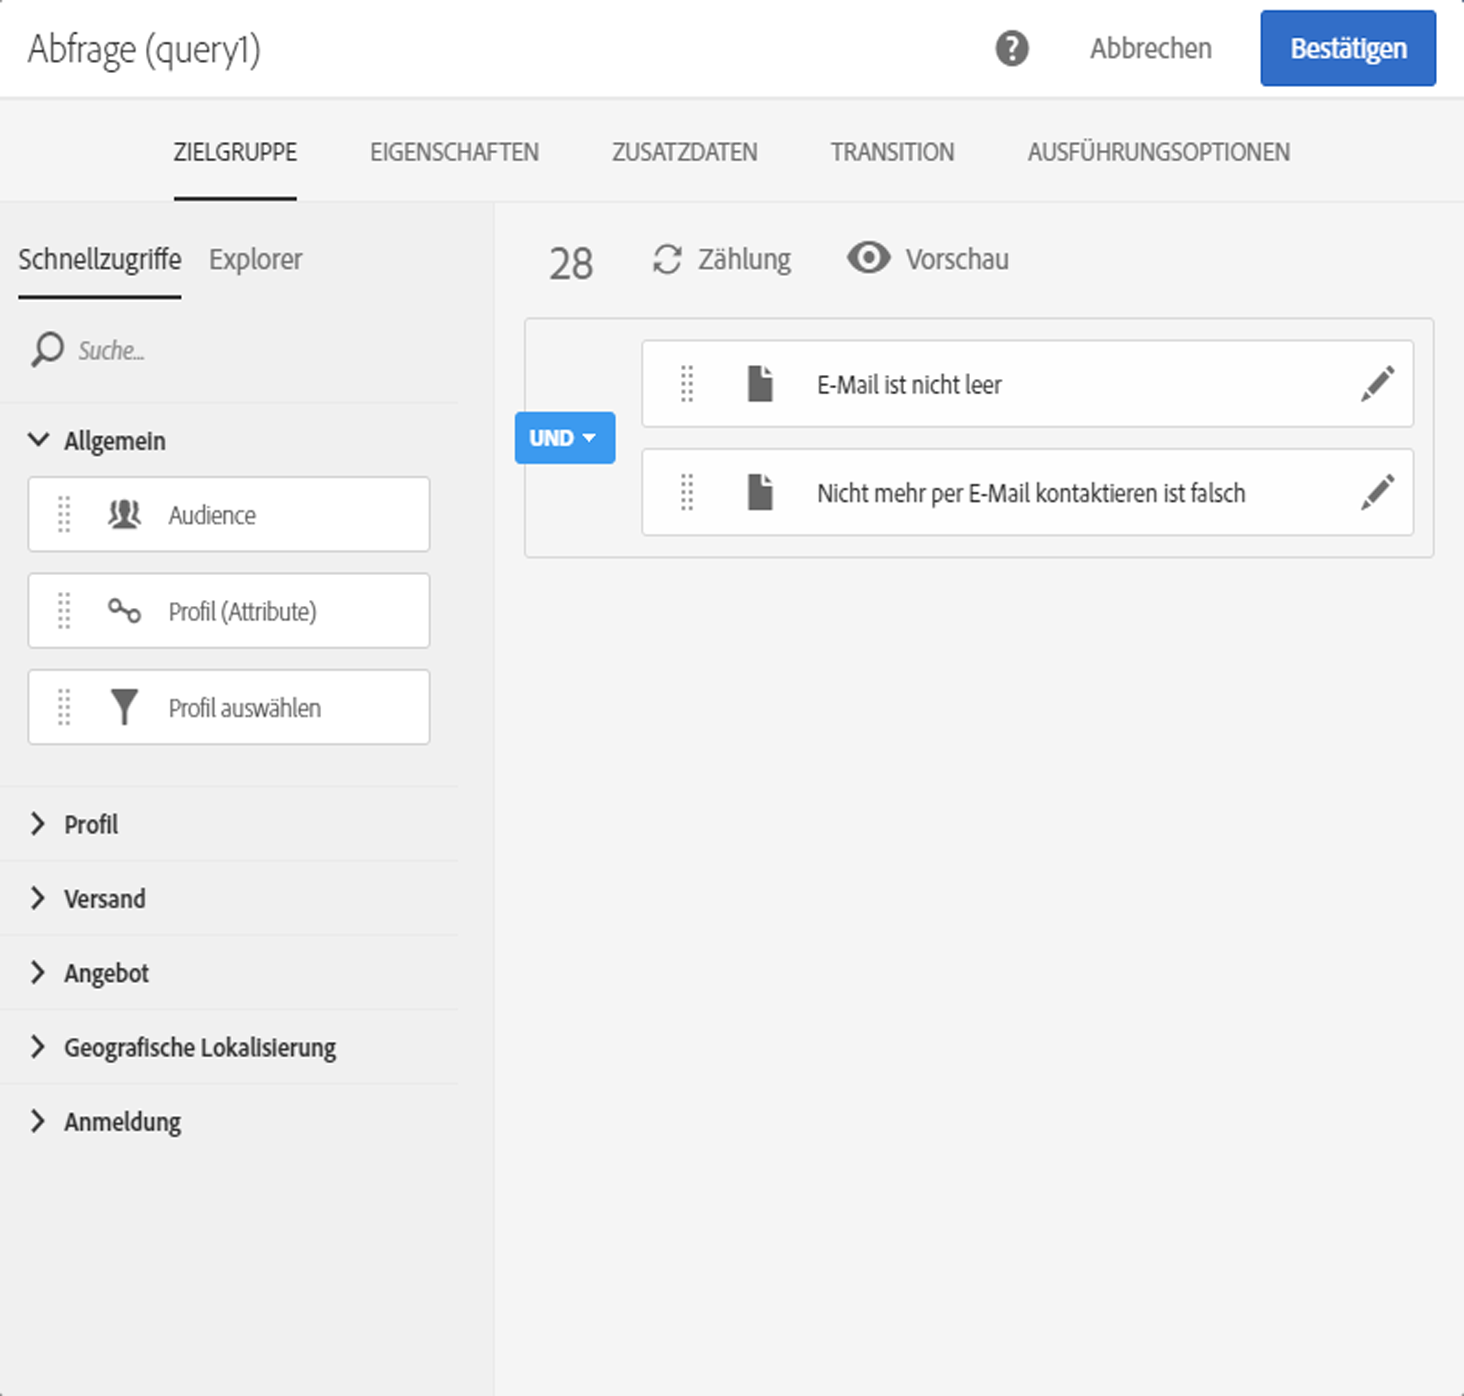 Abfrage (query1)
Abbrechen
Bestätigen
ZIELGRUPPE
EIGENSCHAFTEN
ZUSATZDATEN
TRANSITION
AUSFÜHRUNGSOPTIONEN
Schnellzugriffe
Explorer
Suche...
Allgemein
Audience
Profil (Attribute)
Profil auswählen
Profil
Versand
Angebot
Geografische Lokalisierung
Anmeldung
28
Zählung
Vorschau
UND
E-Mail ist nicht leer
Nicht mehr per E-Mail kontaktieren ist falsch